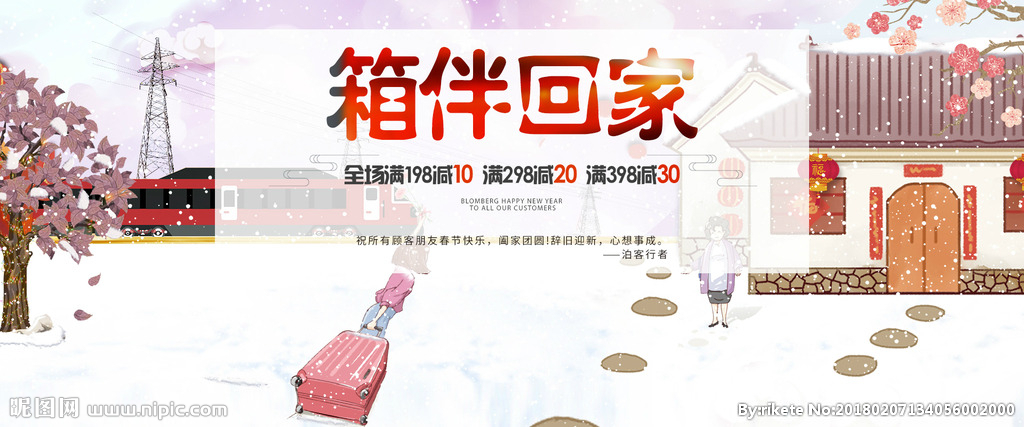 箱伴回家
全场满198减10 满298减20 满398减30
BLOMBERG HAPPY NEW YEAR
TO ALL OUR CUSTOMERS
祝所有顾客朋友春节快乐，阖家团圆!辞旧迎新，心想事成。
——泊客行者
福
昵图网 www.nipic.com
By:rikete No:20180207134056002000